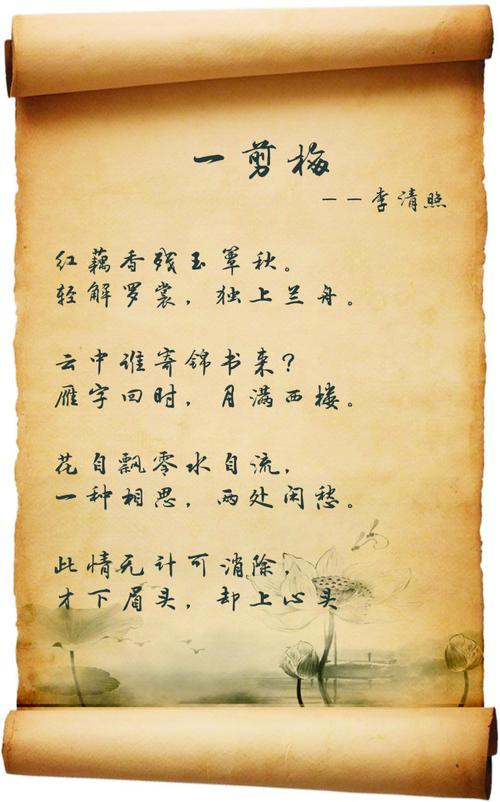 一剪梅
——李清照
红藕香残玉簟秋。
轻解罗裳，独上兰舟。
云中谁寄锦书来？
雁字回时，月满西楼。
花自飘零水自流，
一种相思，两处闲愁。
此情无计可消除
才下眉头，却上心头